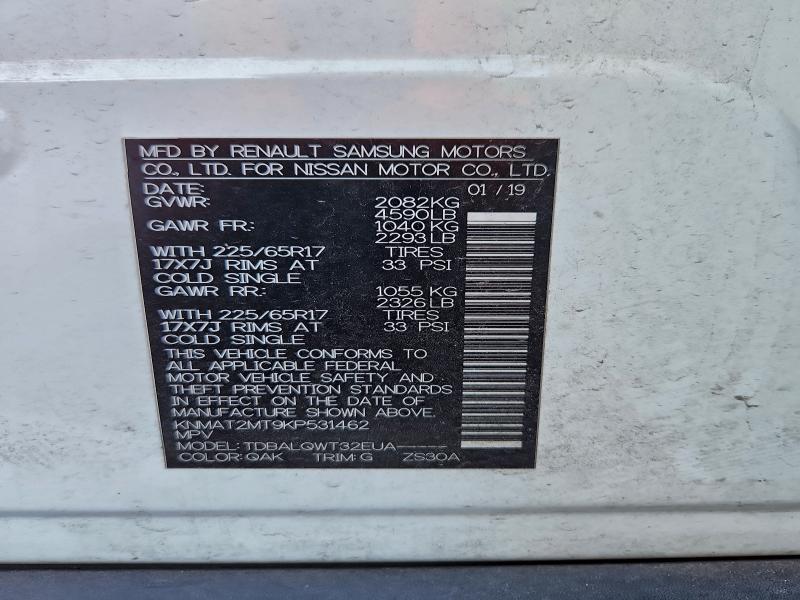 MFD BY RENAULT SAMSUNG MOTORS
CO., LTD. FOR NISSAN MOTOR CO., LTD.
DATE: 01 / 19
GVWR: 2082KG
4590LB
GAWR FR.: 1040 KG
2293LB
WITH 225/65R17 TIRES
17X7J RIMS AT 33 PSI
COLD SINGLE
GAWR RR.: 1055 KG
2326LB
WITH 225/65R17 TIRES
17X7J RIMS AT 33 PSI
COLD SINGLE
THIS VEHICLE CONFORMS TO
ALL APPLICABLE FEDERAL
MOTOR VEHICLE SAFETY AND
THEFT PREVENTION STANDARDS
IN EFFECT ON THE DATE OF
MANUFACTURE SHOWN ABOVE.
KNMAT2MT9KP531462
MPV
MODEL: TDBALQWT32EUA-----
COLOR: QAK TRIM: G ZS30A